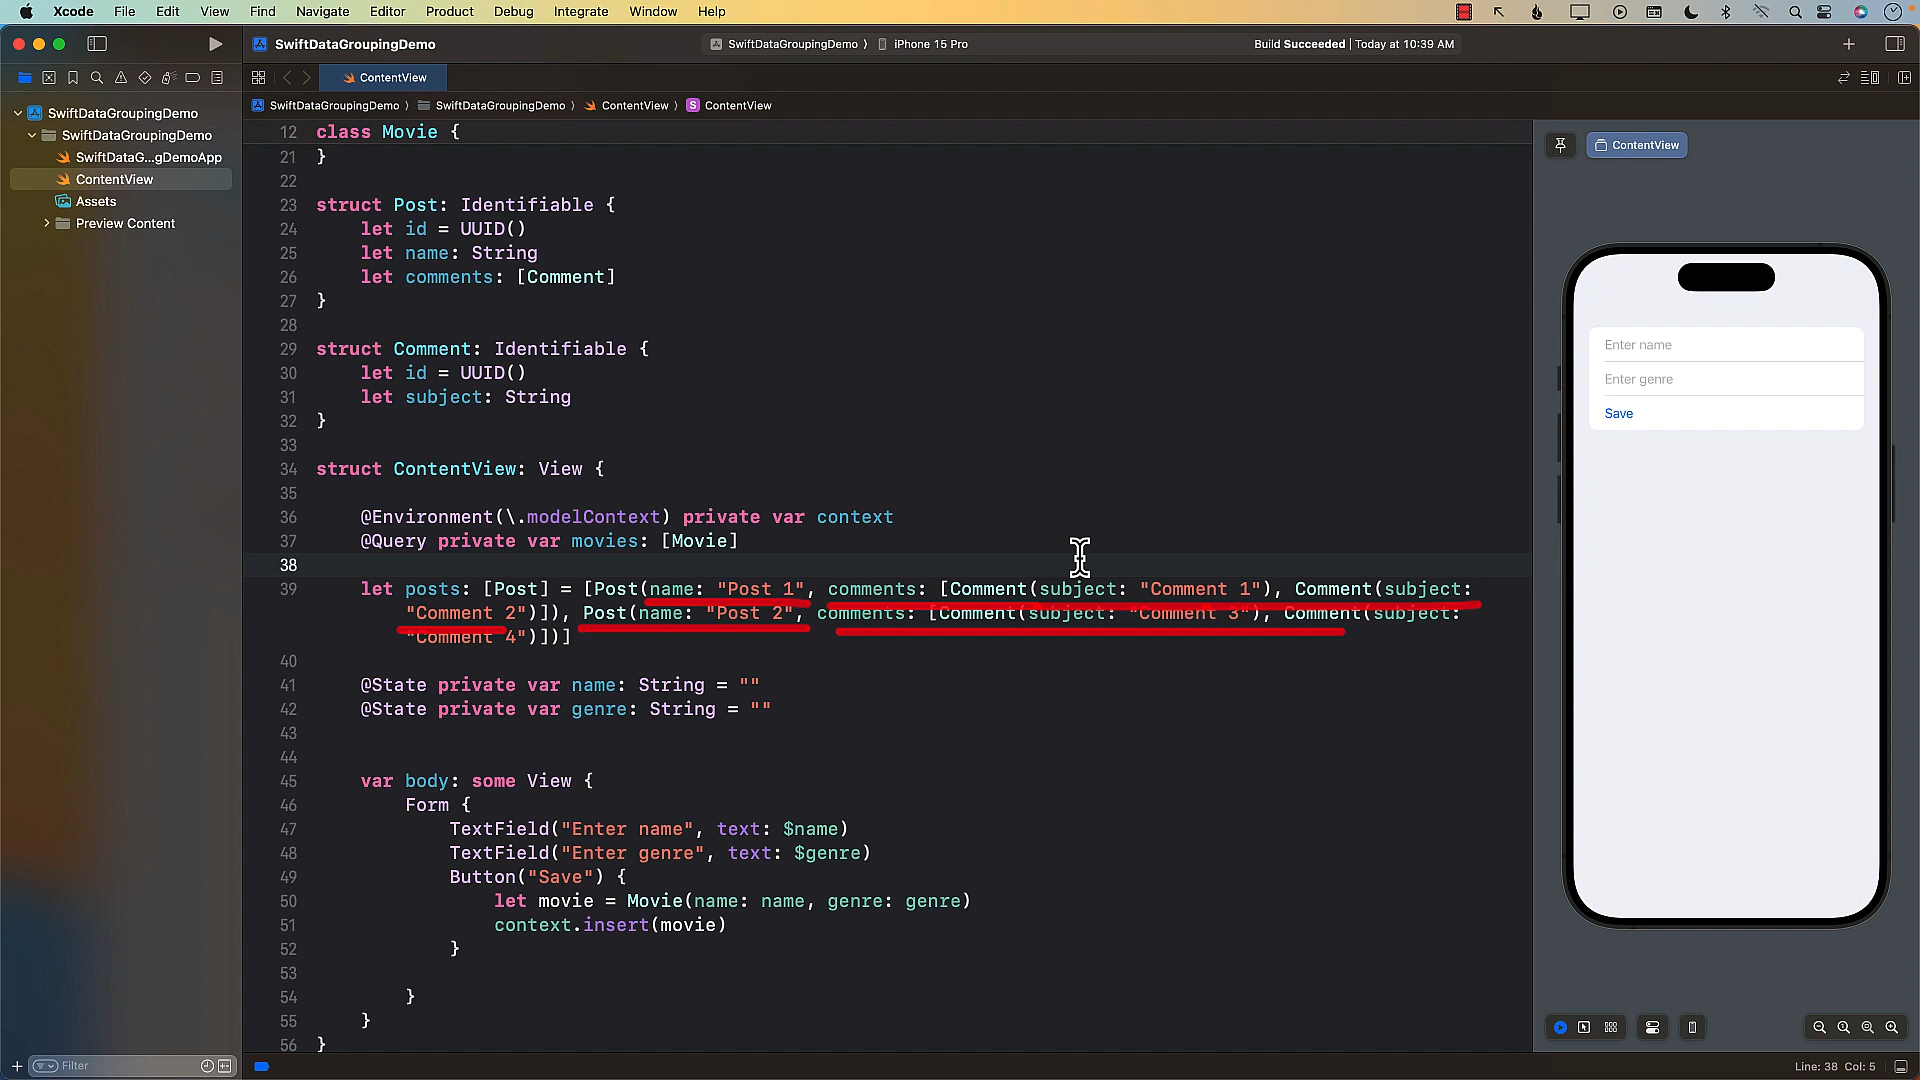 Xcode File Edit View Find Navigate Editor Product Debug Integrate Window Help
SwiftDataGroupingDemo
SwiftDataGroupingDemo ⟩ iPhone 15 Pro
Build Succeeded | Today at 10:39 AM
ContentView
SwiftDataGroupingDemo ⟩ SwiftDataGroupingDemo ⟩ ContentView ⟩ S ContentView
SwiftDataGroupingDemo
SwiftDataGroupingDemo
SwiftDataG...gDemoApp
ContentView
Assets
Preview Content
Filter
12 class Movie {
21 }
22
23 struct Post: Identifiable {
24 let id = UUID()
25 let name: String
26 let comments: [Comment]
27 }
28
29 struct Comment: Identifiable {
30 let id = UUID()
31 let subject: String
32 }
33
34 struct ContentView: View {
35
36 @Environment(\.modelContext) private var context
37 @Query private var movies: [Movie]
38
39 let posts: [Post] = [Post(name: "Post 1", comments: [Comment(subject: "Comment 1"), Comment(subject:
"Comment 2")]), Post(name: "Post 2", comments: [Comment(subject: "Comment 3"), Comment(subject:
"Comment 4")])]
40
41 @State private var name: String = ""
42 @State private var genre: String = ""
43
44
45 var body: some View {
46 Form {
47 TextField("Enter name", text: $name)
48 TextField("Enter genre", text: $genre)
49 Button("Save") {
50 let movie = Movie(name: name, genre: genre)
51 context.insert(movie)
52 }
53
54 }
55 }
56 }
ContentView
Enter name
Enter genre
Save
Line: 38 Col: 5